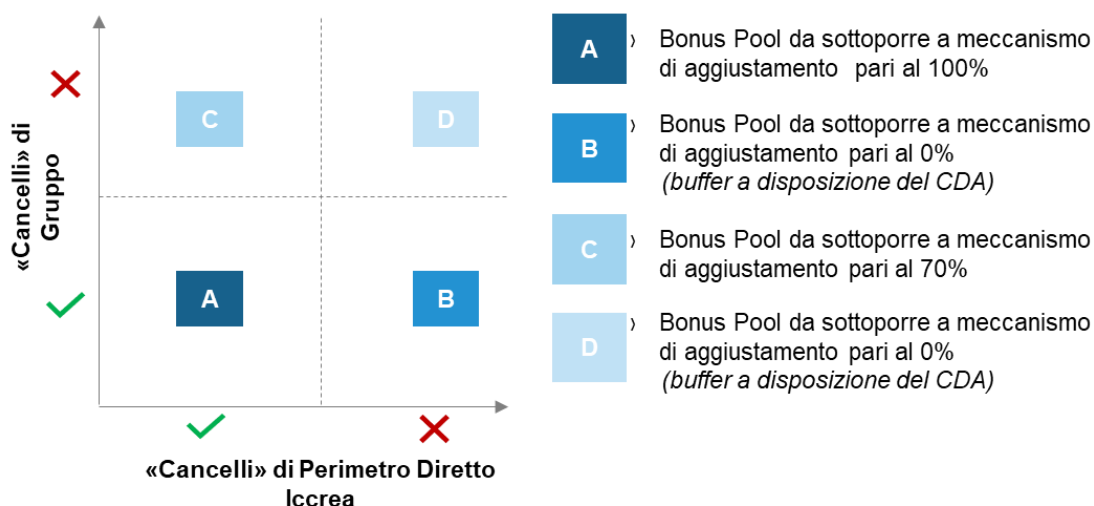 «Cancelli» di
Gruppo
C
D
A
B
«Cancelli» di Perimetro Diretto
Iccrea
A
Bonus Pool da sottoporre a meccanismo
di aggiustamento pari al 100%
B
Bonus Pool da sottoporre a meccanismo
di aggiustamento pari al 0%
(buffer a disposizione del CDA)
C
Bonus Pool da sottoporre a meccanismo
di aggiustamento pari al 70%
D
Bonus Pool da sottoporre a meccanismo
di aggiustamento pari al 0%
(buffer a disposizione del CDA)